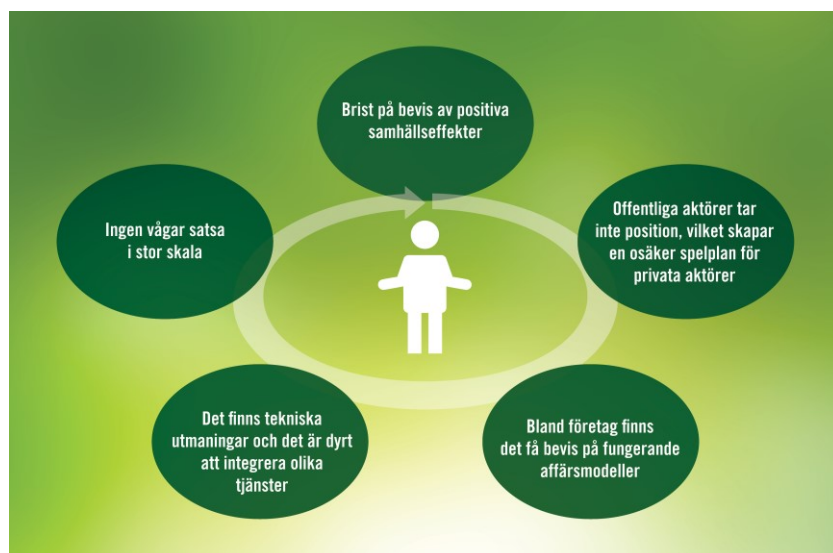 Brist på bevis av positiva
samhällseffekter
Offentliga aktörer tar
inte position, vilket skapar
en osäker spelplan för
privata aktörer
Bland företag finns
det få bevis på fungerande
affärsmodeller
Det finns tekniska
utmaningar och det är dyrt
att integrera olika
tjänster
Ingen vågar satsa
i stor skala